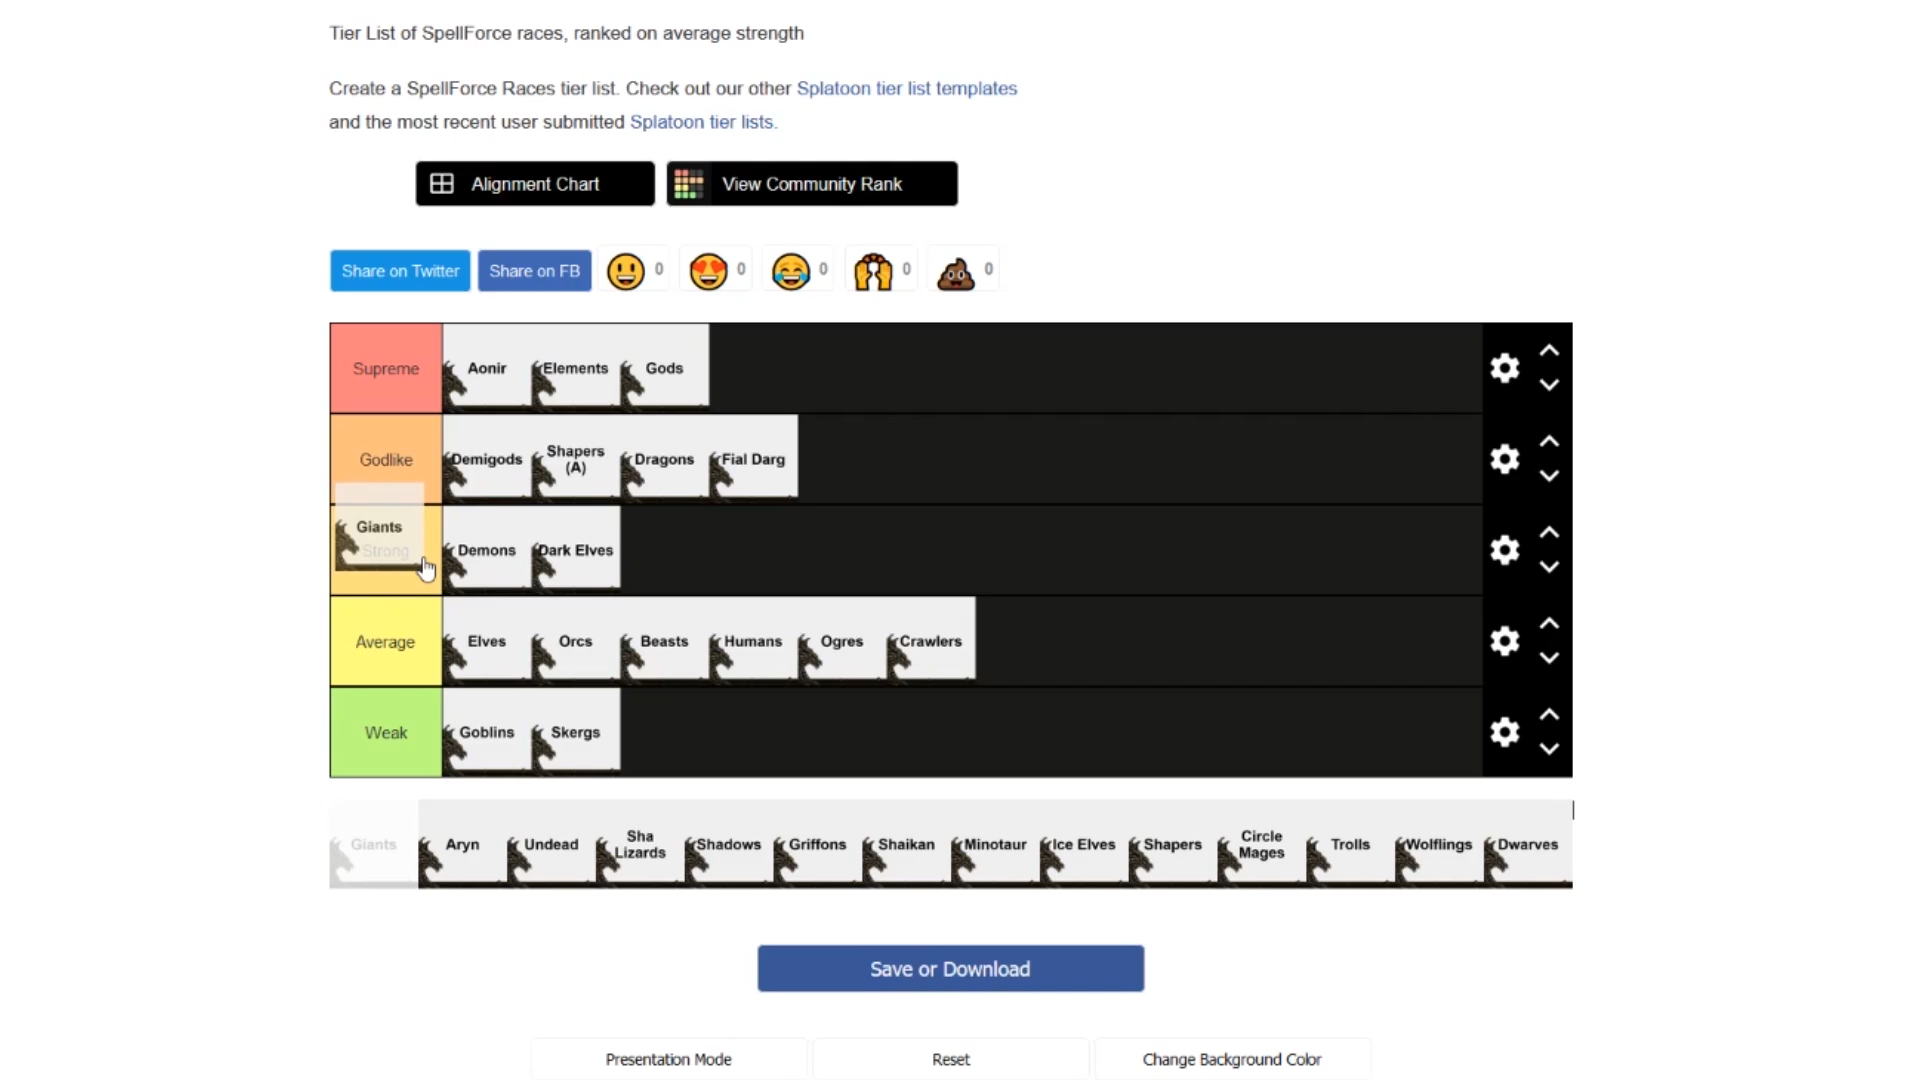 Tier List of SpellForce races, ranked on average strength
Create a SpellForce Races tier list. Check out our other Splatoon tier list templates
and the most recent user submitted Splatoon tier lists.
Alignment Chart
View Community Rank
Share on Twitter
Share on FB
0
0
0
0
0
Supreme
Aonir
Elements
Gods
Godlike
Demigods
Shapers
(A)
Dragons
Fial Darg
Giants
Strong
Demons
Dark Elves
Average
Elves
Orcs
Beasts
Humans
Ogres
Crawlers
Weak
Goblins
Skergs
Giants
Aryn
Undead
Sha
Lizards
Shadows
Griffons
Shaikan
Minotaur
Ice Elves
Shapers
Circle
Mages
Trolls
Wolflings
Dwarves
Save or Download
Presentation Mode
Reset
Change Background Color